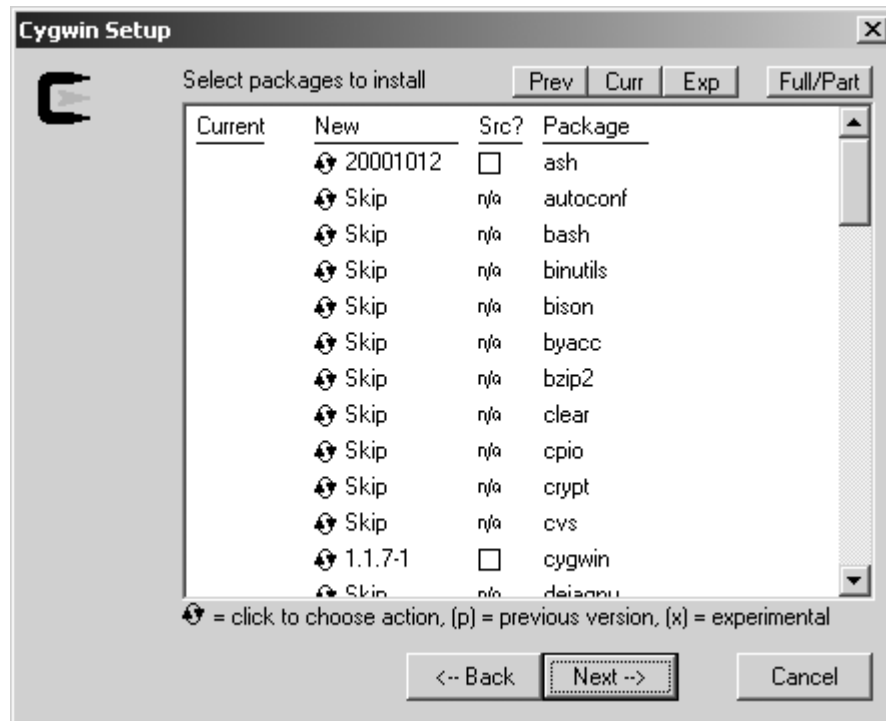 Cygwin Setup
Select packages to install Prev Curr Exp Full/Part
Current New Src? Package
20001012 ash
Skip n/a autoconf
Skip n/a bash
Skip n/a binutils
Skip n/a bison
Skip n/a byacc
Skip n/a bzip2
Skip n/a clear
Skip n/a cpio
Skip n/a crypt
Skip n/a cvs
1.1.7-1 cygwin
Skip n/a dejagnu
= click to choose action, (p) = previous version, (x) = experimental
<-- Back Next --> Cancel